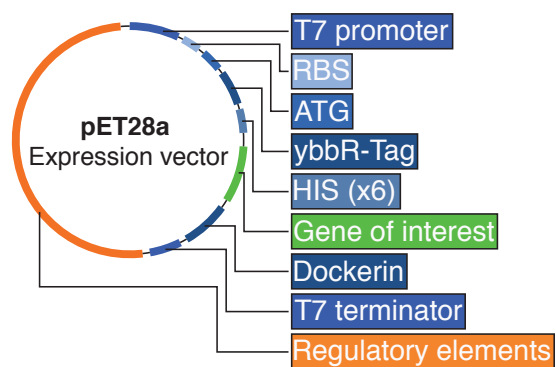 T7 promoter
RBS
ATG
pET28a
Expression vector
ybbR-Tag
HIS (x6)
Gene of interest
Dockerin
T7 terminator
Regulatory elements